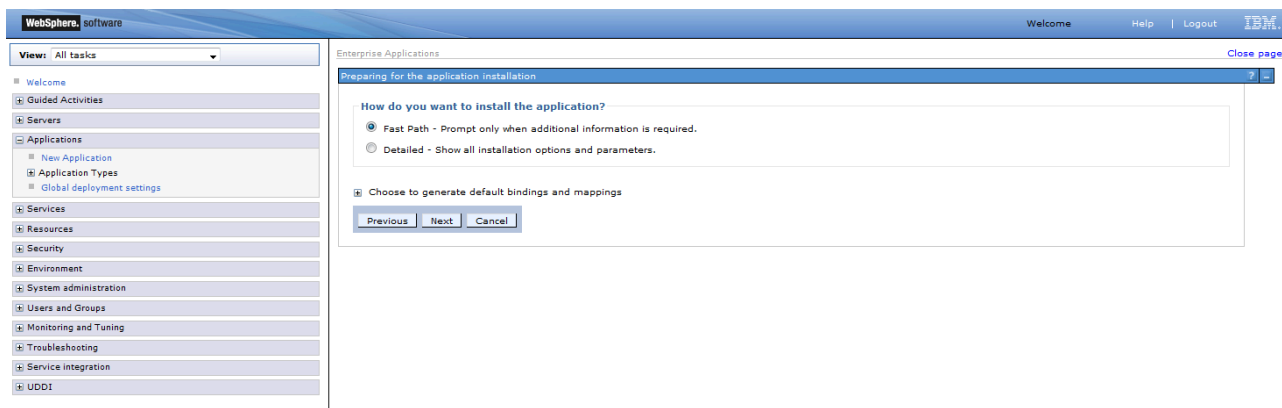 WebSphere. software
Welcome Help | Logout IBM.
View: All tasks
Welcome
Guided Activities
Servers
Applications
New Application
Application Types
Global deployment settings
Services
Resources
Security
Environment
System administration
Users and Groups
Monitoring and Tuning
Troubleshooting
Service integration
UDDI
Enterprise Applications
Close page
Preparing for the application installation
? -
How do you want to install the application?
Fast Path - Prompt only when additional information is required.
Detailed - Show all installation options and parameters.
Choose to generate default bindings and mappings
Previous Next Cancel